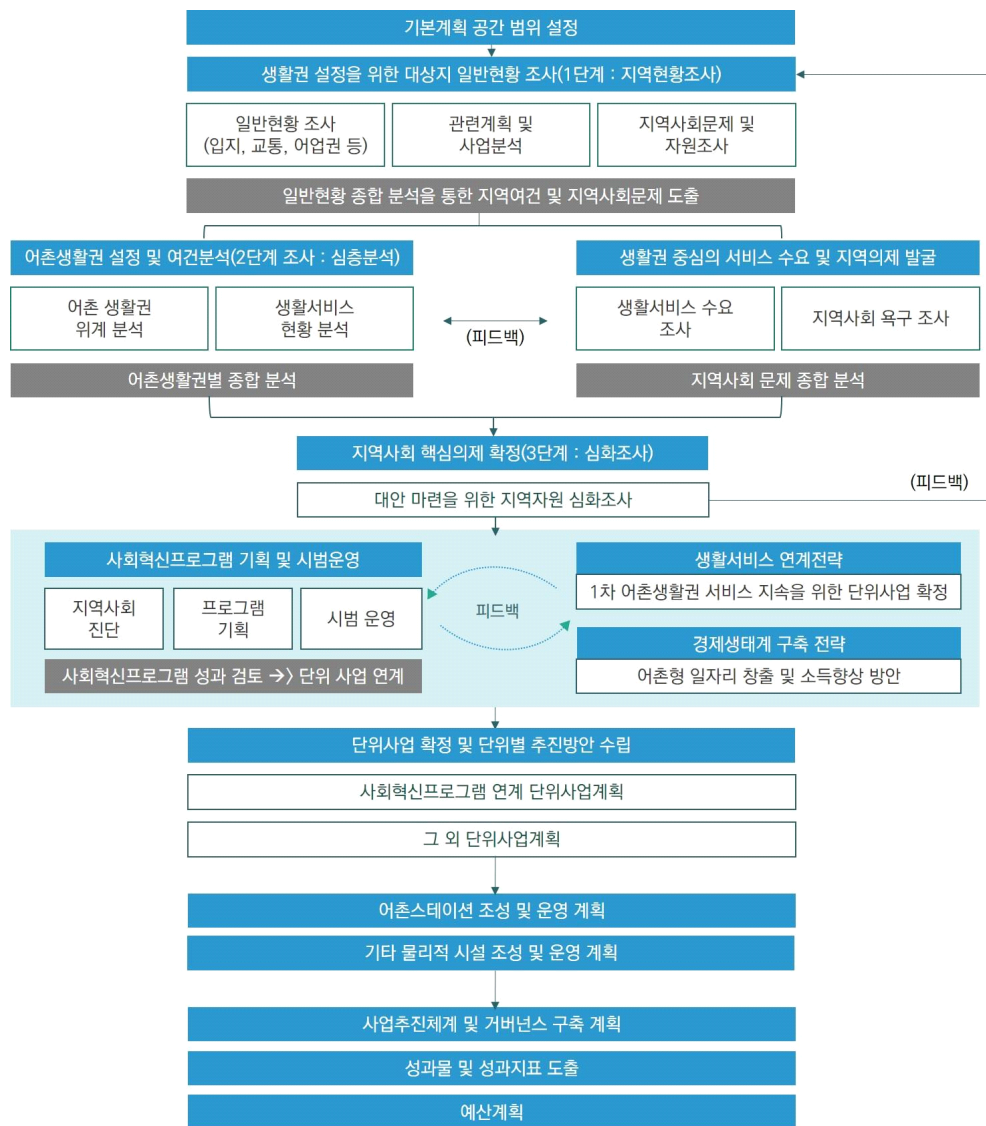 기본계획 공간 범위 설정
생활권 설정을 위한 대상지 일반현황 조사(1단계 : 지역현황조사)
일반현황 조사
(입지, 교통, 어업권 등)
관련계획 및
사업분석
지역사회문제 및
자원조사
일반현황 종합 분석을 통한 지역여건 및 지역사회문제 도출
어촌생활권 설정 및 여건분석(2단계 조사 : 심층분석)
어촌 생활권
위계 분석
생활서비스
현황 분석
어촌생활권별 종합 분석
(피드백)
생활권 중심의 서비스 수요 및 지역의제 발굴
생활서비스 수요
조사
지역사회 욕구 조사
지역사회 문제 종합 분석
지역사회 핵심의제 확정(3단계 : 심화조사)
대안 마련을 위한 지역자원 심화조사
(피드백)
사회혁신프로그램 기획 및 시범운영
지역사회
진단
프로그램
기획
시범 운영
사회혁신프로그램 성과 검토 →> 단위 사업 연계
피드백
생활서비스 연계전략
1차 어촌생활권 서비스 지속을 위한 단위사업 확정
경제생태계 구축 전략
어촌형 일자리 창출 및 소득향상 방안
단위사업 확정 및 단위별 추진방안 수립
사회혁신프로그램 연계 단위사업계획
그 외 단위사업계획
어촌스테이션 조성 및 운영 계획
기타 물리적 시설 조성 및 운영 계획
사업추진체계 및 거버넌스 구축 계획
성과물 및 성과지표 도출
예산계획